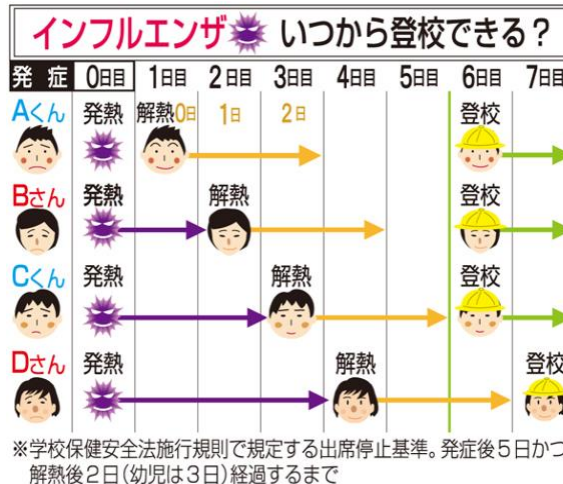 インフルエンザ いつから登校できる?
発症 0日目 1日目 2日目 3日目 4日目 5日目 6日目 7日目
Aくん 発熱 解熱0日 1日 2日 登校
Bさん 発熱 解熱 登校
Cくん 発熱 解熱 登校
Dさん 発熱 解熱 登校
※学校保健安全法施行規則で規定する出席停止基準。発症後5日かつ
解熱後2日(幼児は3日)経過するまで